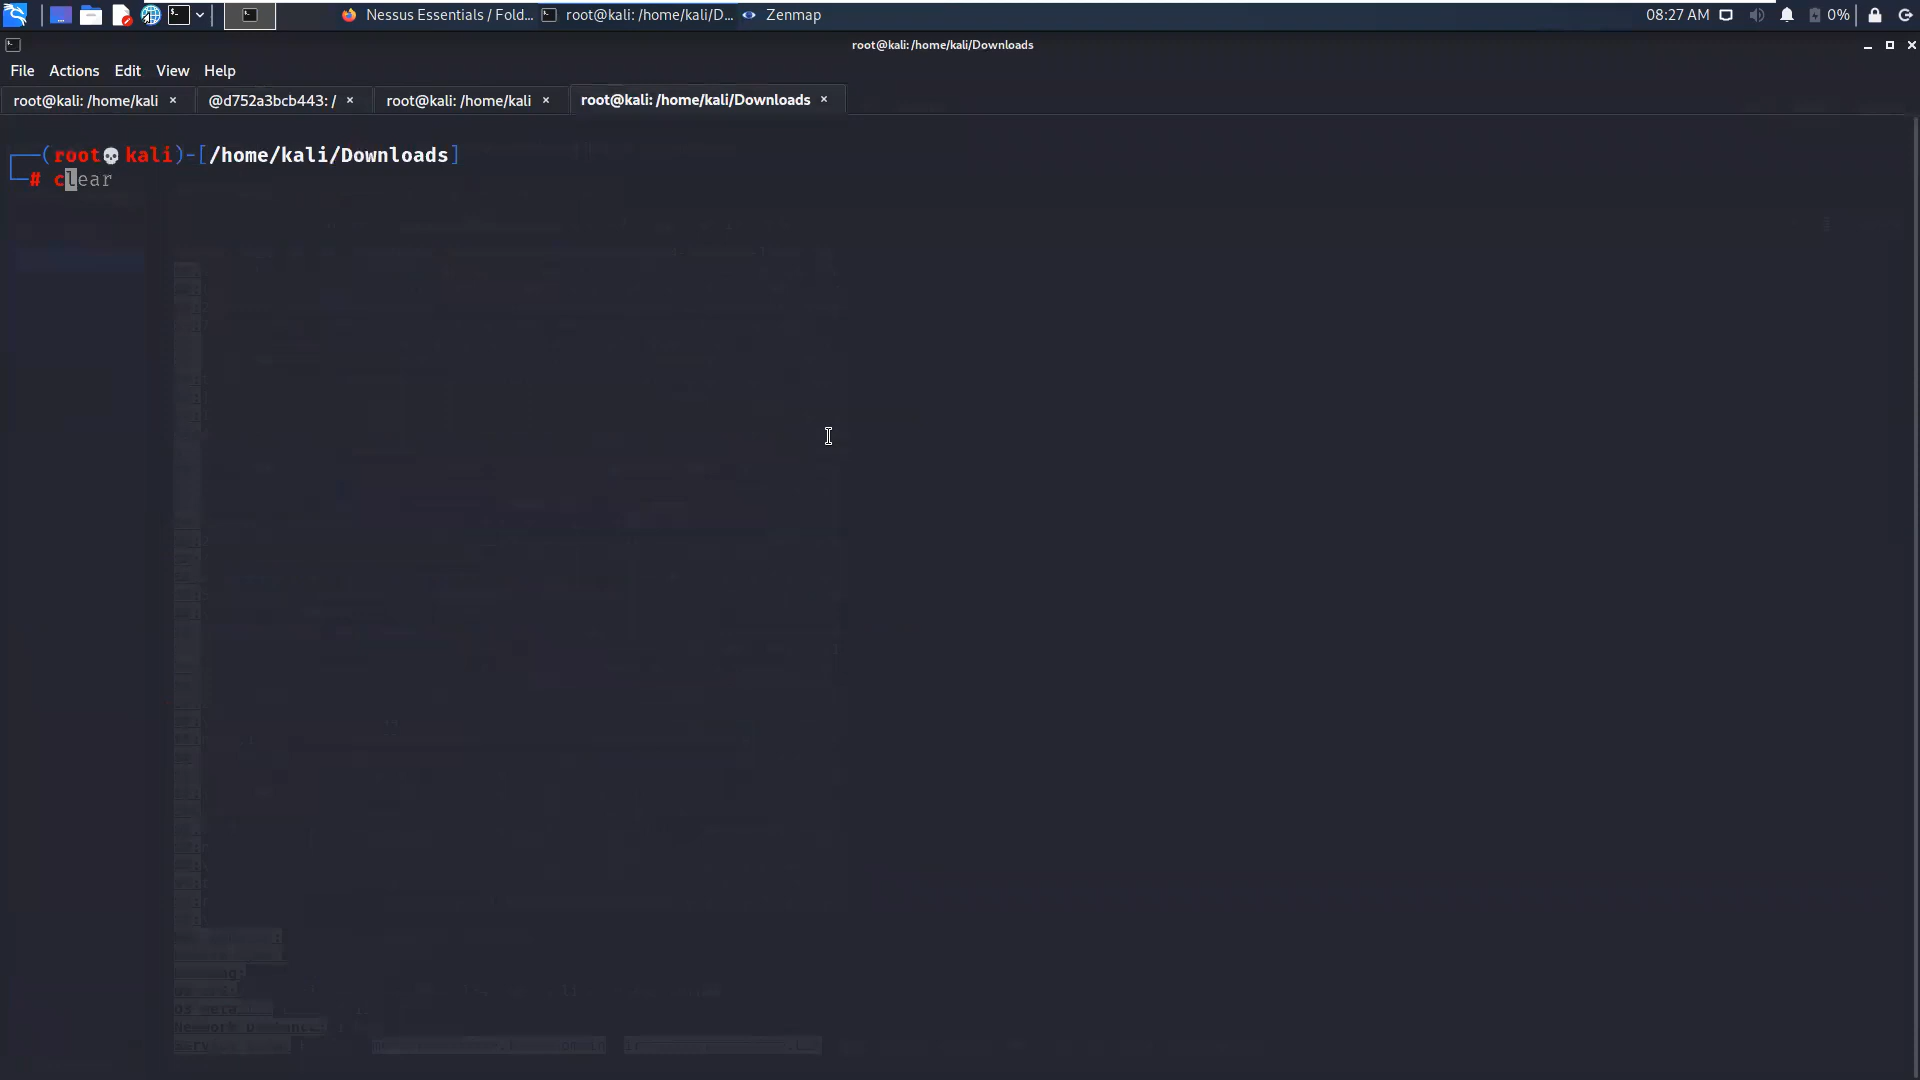 Nessus Essentials / Fold...
root@kali: /home/kali/D...
Zenmap
08:27 AM
0%
root@kali: /home/kali/Downloads
File Actions Edit View Help
root@kali: /home/kali ×
@d752a3bcb443: / ×
root@kali: /home/kali ×
root@kali: /home/kali/Downloads ×
(root💀kali)-[/home/kali/Downloads]
# clear